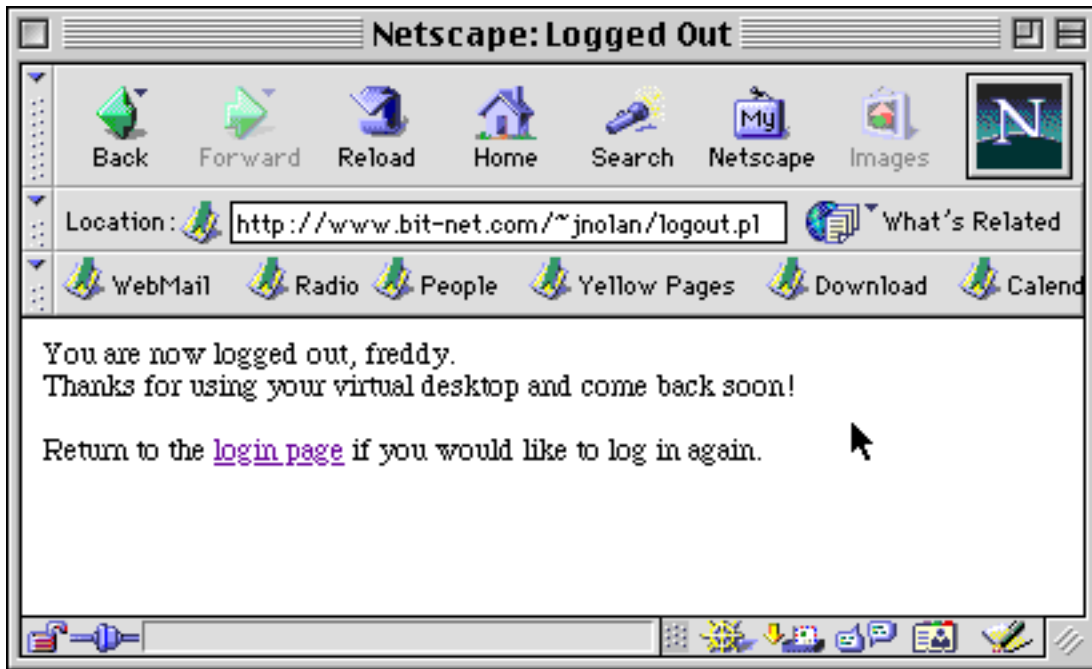 Netscape: Logged Out
Back Forward Reload Home Search My Netscape Images N
Location: http://www.bit-net.com/~jnolan/logout.pl What's Related
WebMail Radio People Yellow Pages Download Calend
You are now logged out, freddy.
Thanks for using your virtual desktop and come back soon!
Return to the login page if you would like to log in again.